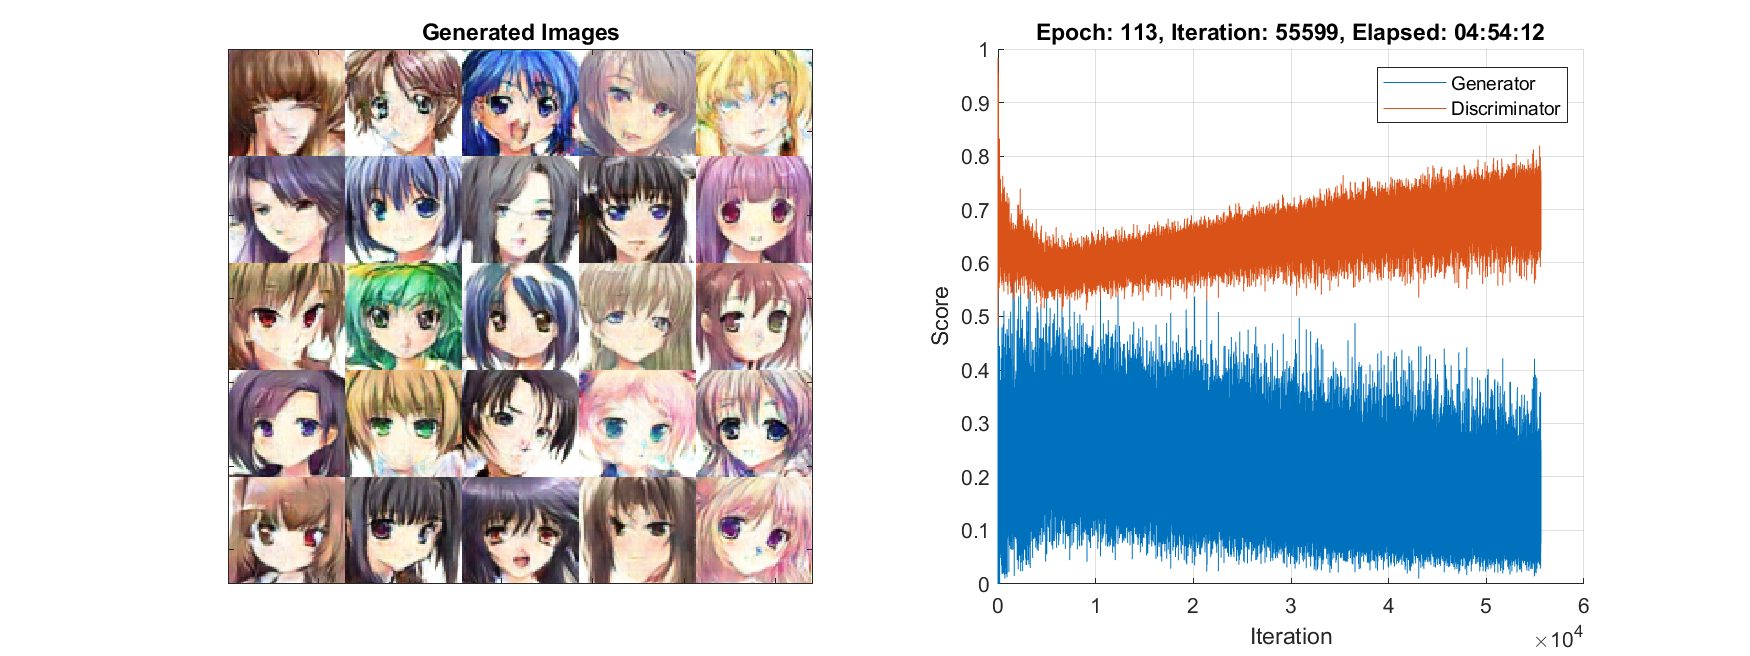 Generated Images
Epoch: 113, Iteration: 55599, Elapsed: 04:54:12
Generator
Discriminator
1
0.9
0.8
0.7
0.6
0.5
0.4
0.3
0.2
0.1
0
Score
0 1 2 3 4 5 6
Iteration
×10⁴